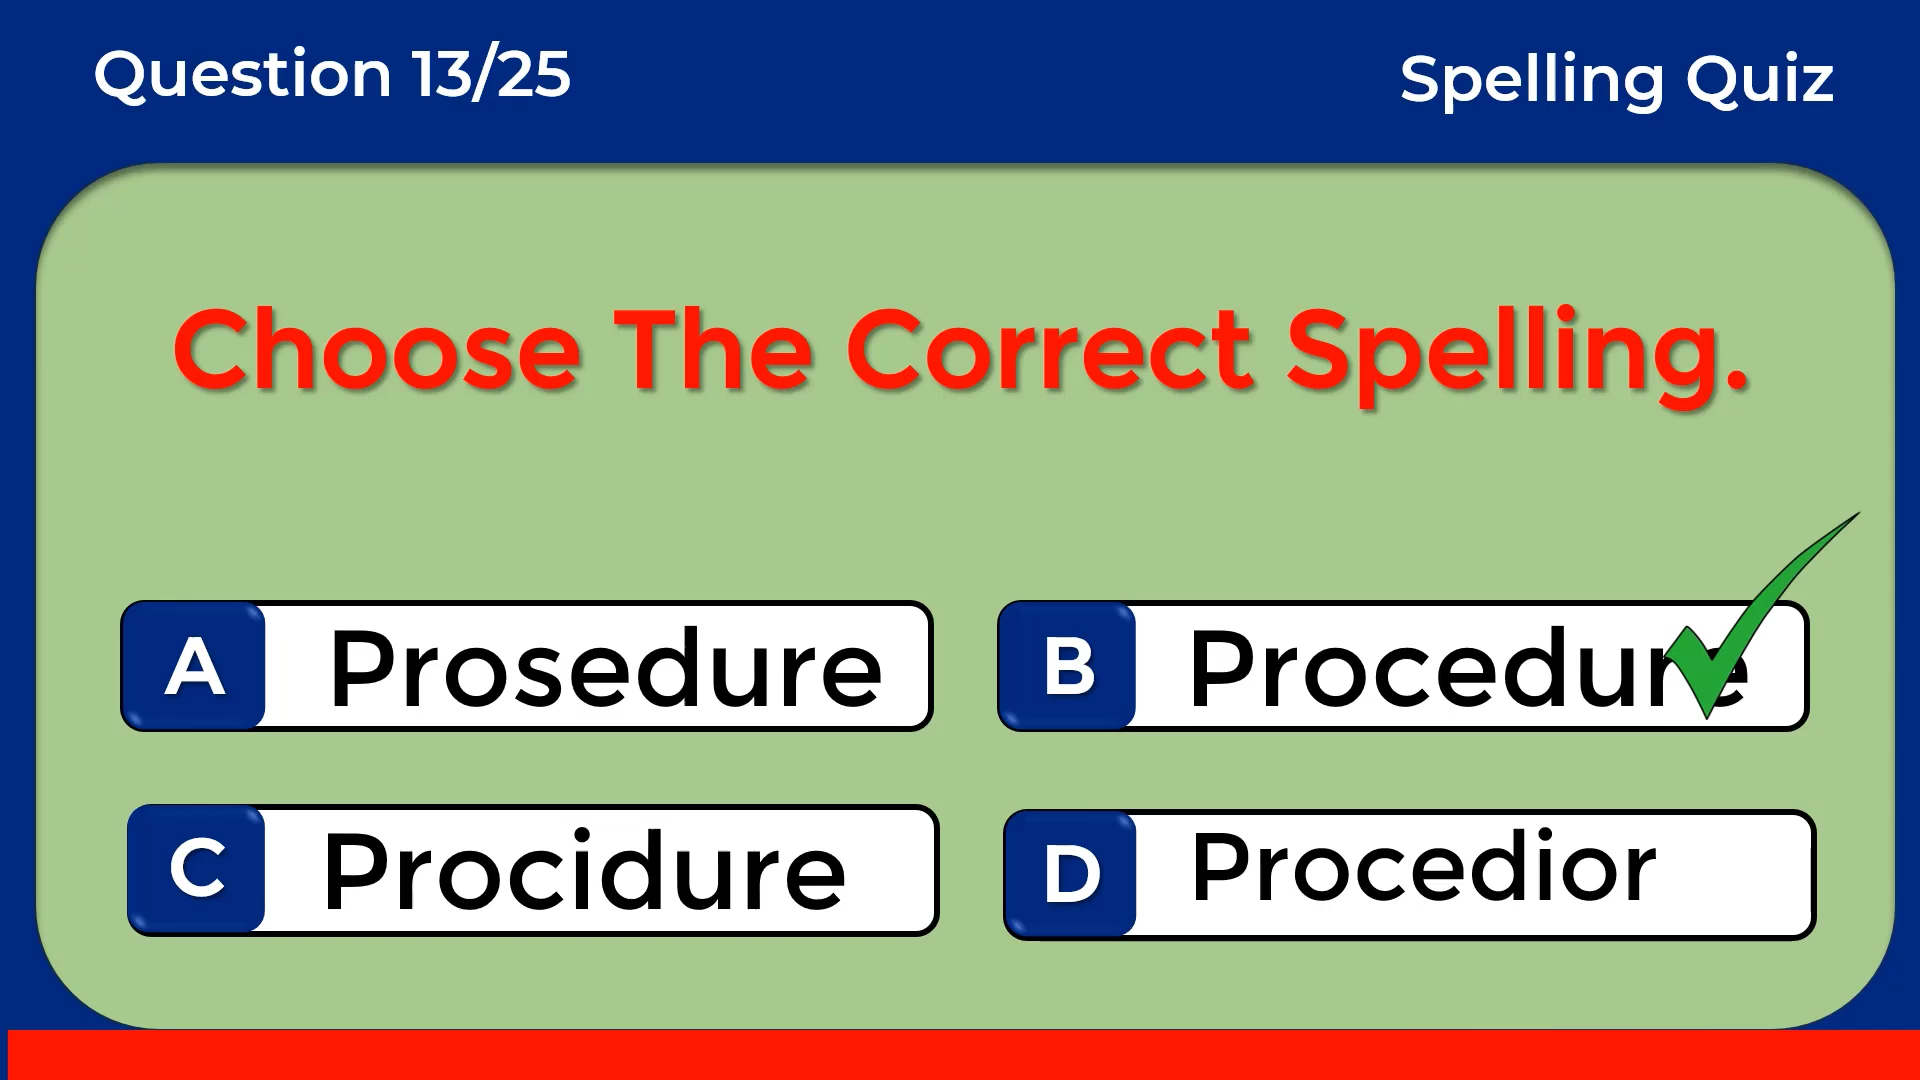 Question 13/25
Spelling Quiz
Choose The Correct Spelling.
A Prosedure
B Procedure
C Procidure
D Procedior